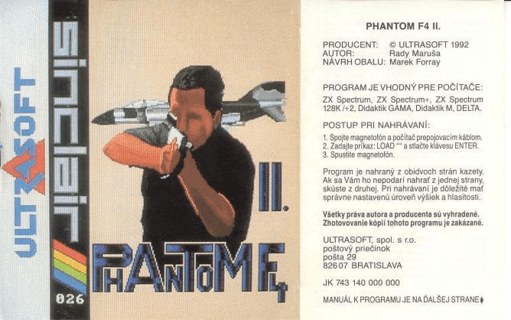 ULTRASOFT
sinclair
026
II.
PHANTOM F4
PHANTOM F4 II.
PRODUCENT: © ULTRASOFT 1992
AUTOR: Rady Maruša
NÁVRH OBALU: Marek Forray
PROGRAM JE VHODNÝ PRE POČÍTAČE:
ZX Spectrum, ZX Spectrum+, ZX Spectrum
128K /+2, Didaktik GAMA, Didaktik M, DELTA.
POSTUP PRI NAHRÁVANÍ:
1. Spojte magnetofón a počítač prepojovacím káblom.
2. Zadajte príkaz: LOAD "" a stlačte klávesu ENTER.
3. Spustite magnetofón.
Program je nahraný z obidvoch strán kazety.
Ak sa Vám ho nepodarí nahrať z jednej strany,
skúste z druhej. Pri nahrávaní je dôležité mať
správne nastavenú úroveň výšiek a hlasitosti.
Všetky práva autora a producenta sú vyhradené.
Zhotovovanie kópií tohoto programu je zakázané.
ULTRASOFT, spol. s r.o.
poštový priečinok
pošta 29
826 07 BRATISLAVA
JK 743 140 000 000
MANUÁL K PROGRAMU JE NA ĎALŠEJ STRANE